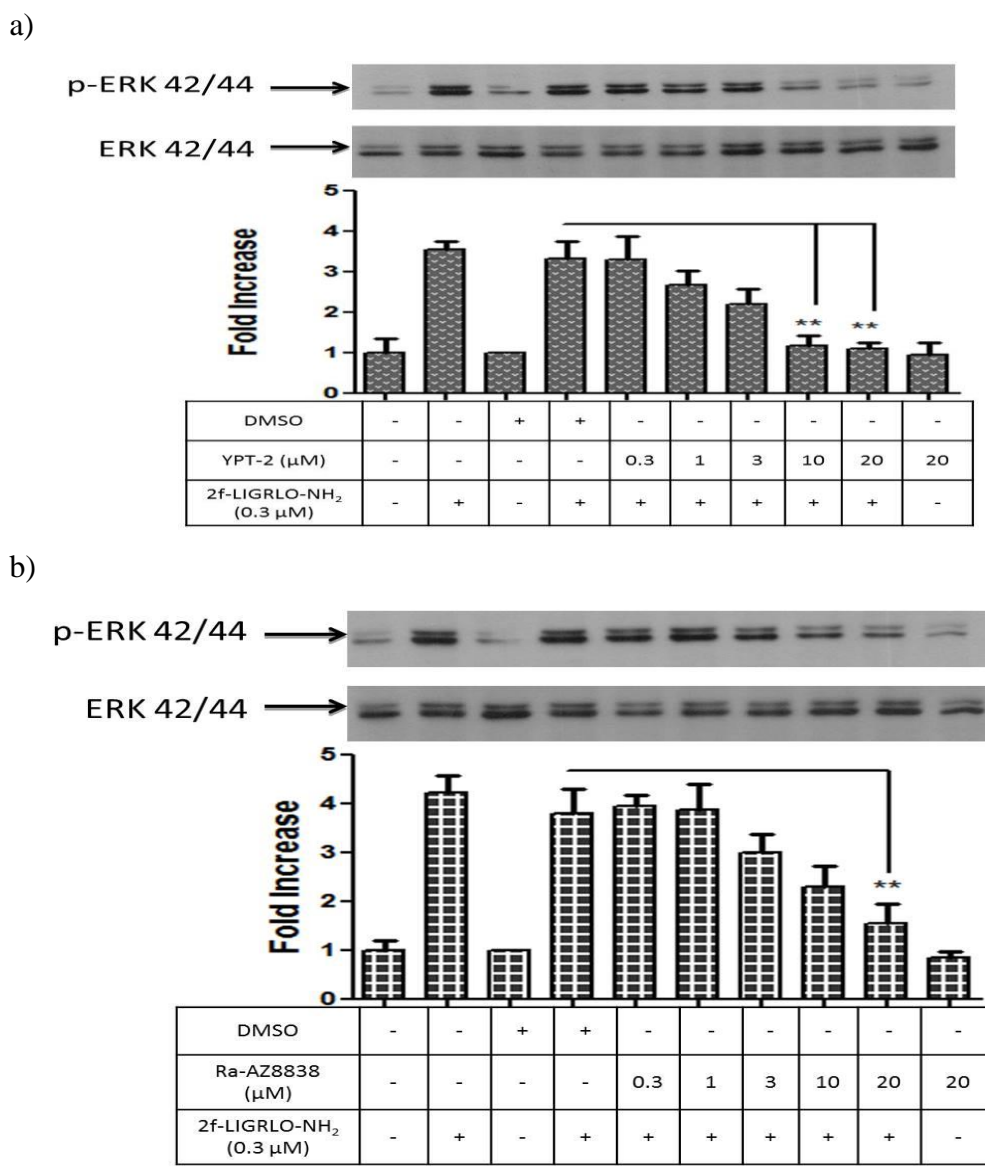 a)
p-ERK 42/44
ERK 42/44
5
4
3
2
1
0
Fold Increase
** **
DMSO - - + + - - - - - -
YPT-2 (µM) - - - - 0.3 1 3 10 20 20
2f-LIGRLO-NH₂ (0.3 µM) - + - + + + + + + -
b)
p-ERK 42/44
ERK 42/44
5
4
3
2
1
0
Fold Increase
**
DMSO - - + + - - - - - -
Ra-AZ8838 (µM) - - - - 0.3 1 3 10 20 20
2f-LIGRLO-NH₂ (0.3 µM) - + - + + + + + + -